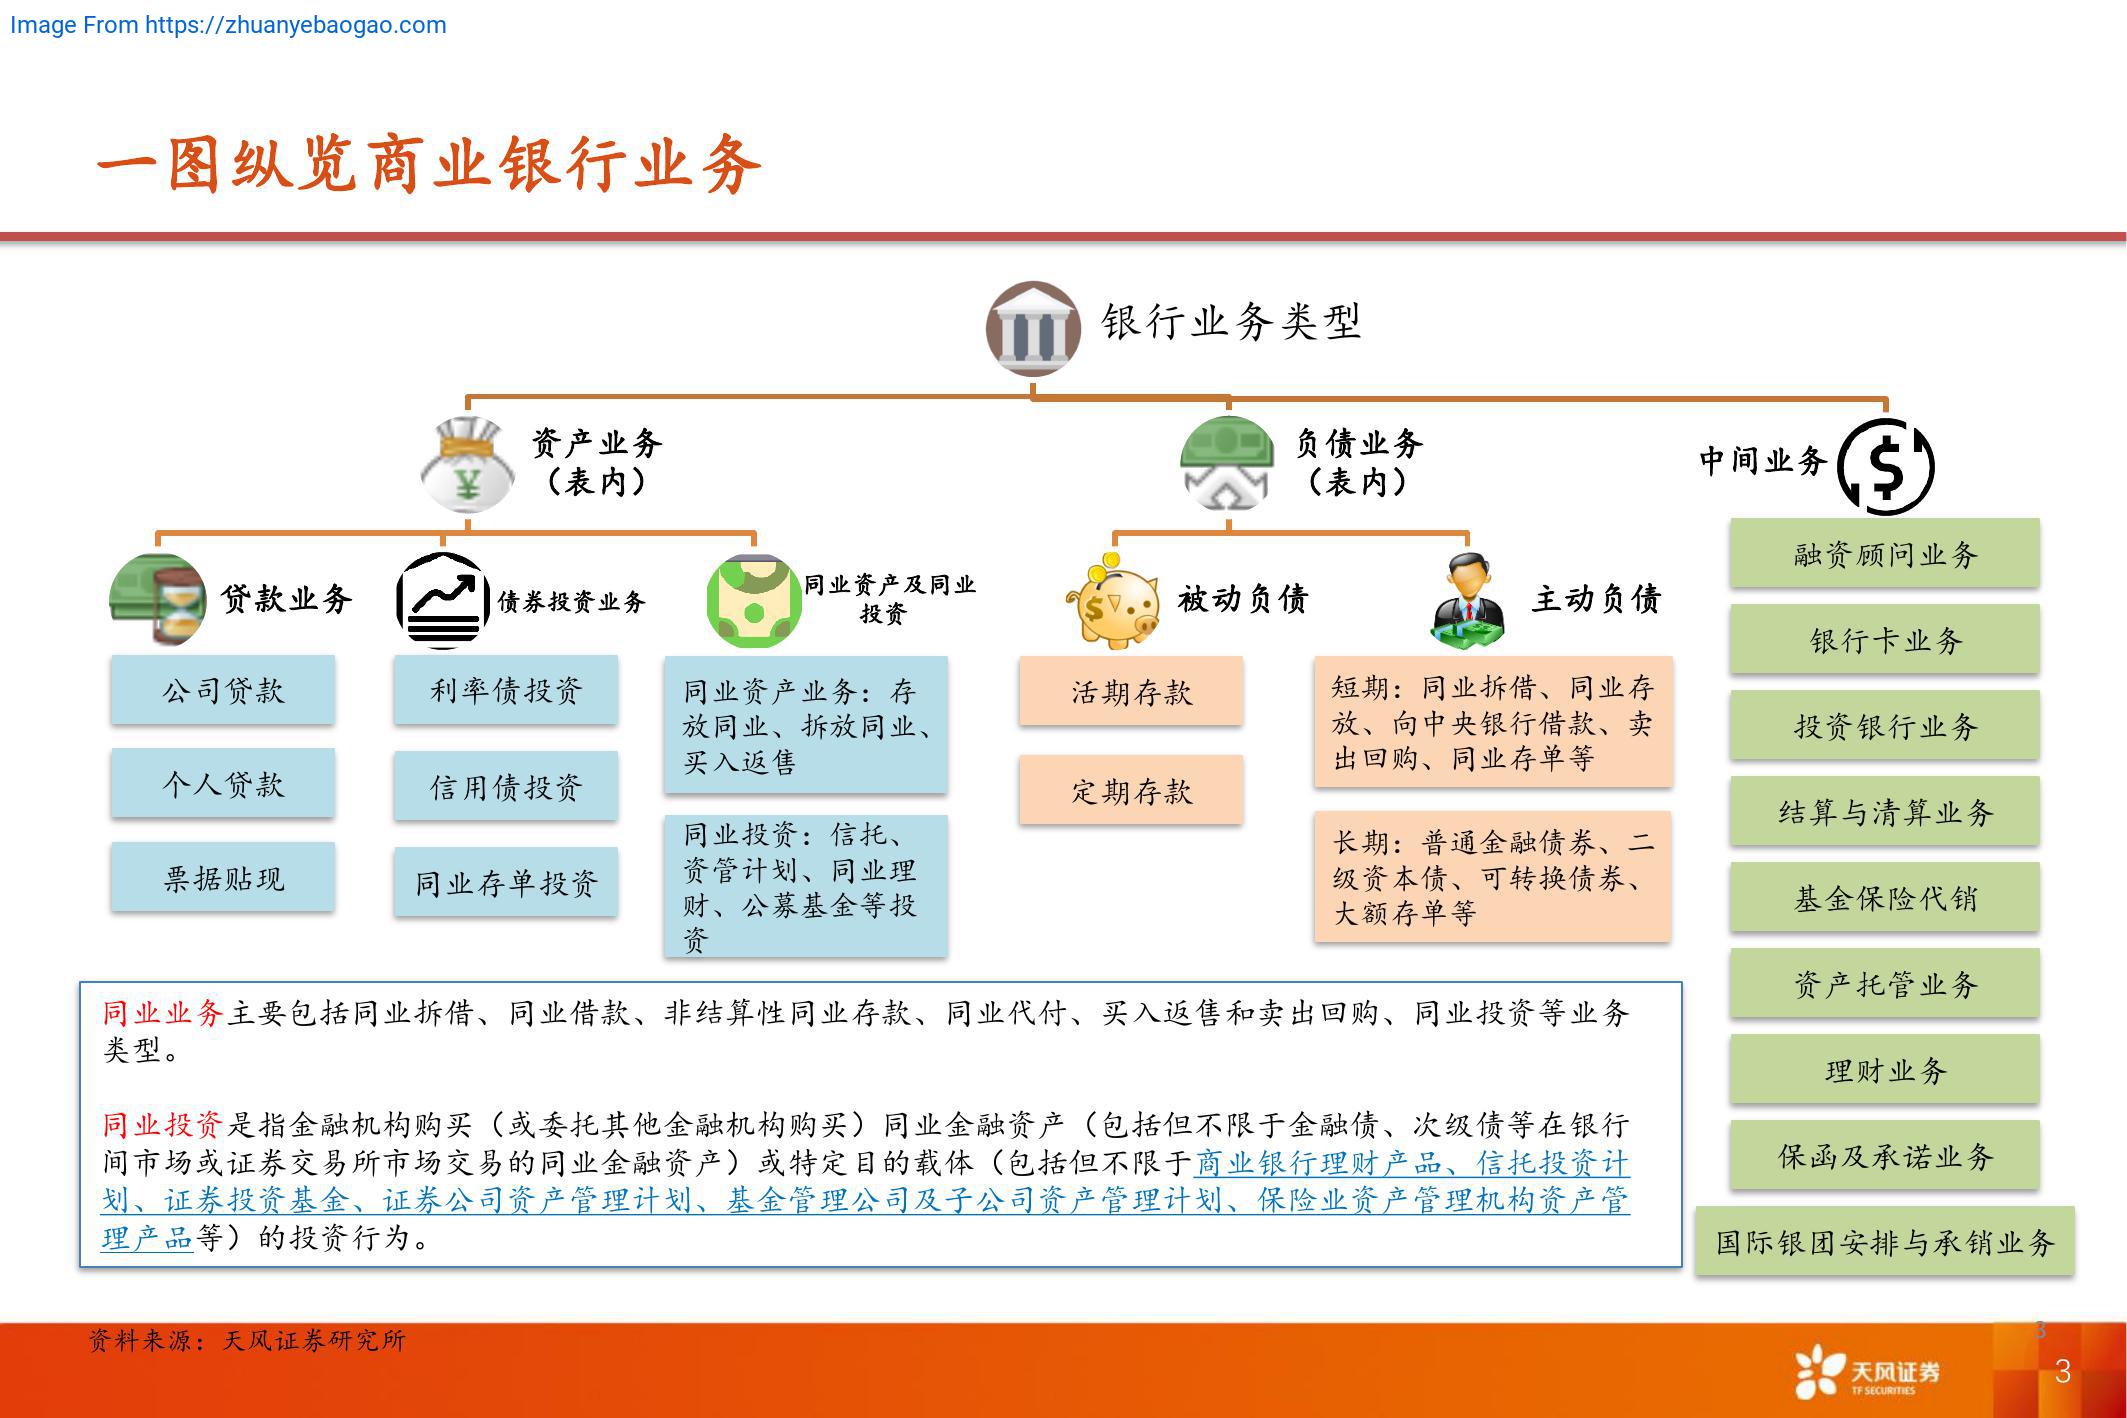 Image From https://zhuanyebaogao.com
一图纵览商业银行业务
银行业务类型
资产业务
（表内）
负债业务
（表内）
中间业务
贷款业务
债券投资业务
同业资产及同业
投资
被动负债
主动负债
公司贷款
个人贷款
票据贴现
利率债投资
信用债投资
同业存单投资
同业资产业务：存
放同业、拆放同业、
买入返售
同业投资：信托、
资管计划、同业理
财、公募基金等投
资
活期存款
定期存款
短期：同业拆借、同业存
放、向中央银行借款、卖
出回购、同业存单等
长期：普通金融债券、二
级资本债、可转换债券、
大额存单等
融资顾问业务
银行卡业务
投资银行业务
结算与清算业务
基金保险代销
资产托管业务
理财业务
保函及承诺业务
国际银团安排与承销业务
同业业务主要包括同业拆借、同业借款、非结算性同业存款、同业代付、买入返售和卖出回购、同业投资等业务
类型。
同业投资是指金融机构购买（或委托其他金融机构购买）同业金融资产（包括但不限于金融债、次级债等在银行
间市场或证券交易所市场交易的同业金融资产）或特定目的载体（包括但不限于商业银行理财产品、信托投资计
划、证券投资基金、证券公司资产管理计划、基金管理公司及子公司资产管理计划、保险业资产管理机构资产管
理产品等）的投资行为。
资料来源：天风证券研究所
3
天风证券
TF SECURITIES
3